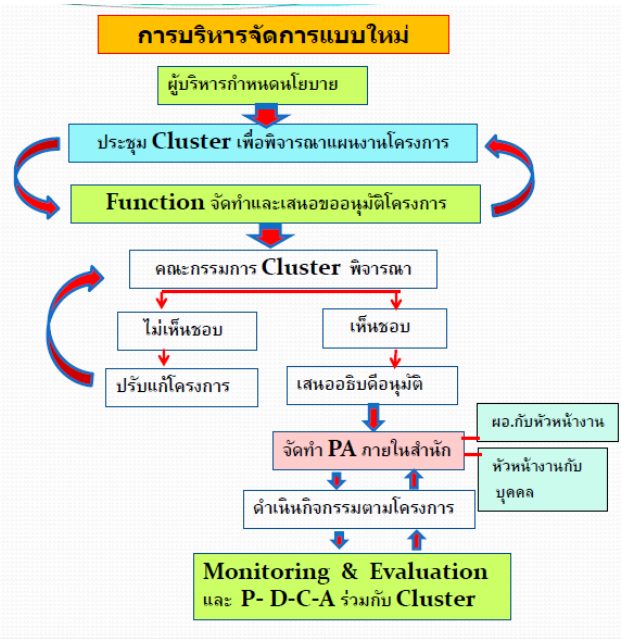 การบริหารจัดการแบบใหม่
ผู้บริหารกำหนดนโยบาย
ประชุม Cluster เพื่อพิจารณาแผนงานโครงการ
Function จัดทำและเสนอขออนุมัติโครงการ
คณะกรรมการ Cluster พิจารณา
ไม่เห็นชอบ
เห็นชอบ
ปรับแก้โครงการ
เสนออธิบดีอนุมัติ
จัดทำ PA ภายในสำนัก
ผอ.กับหัวหน้างาน
หัวหน้างานกับ
บุคคล
ดำเนินกิจกรรมตามโครงการ
Monitoring & Evaluation
และ P- D-C-A ร่วมกับ Cluster